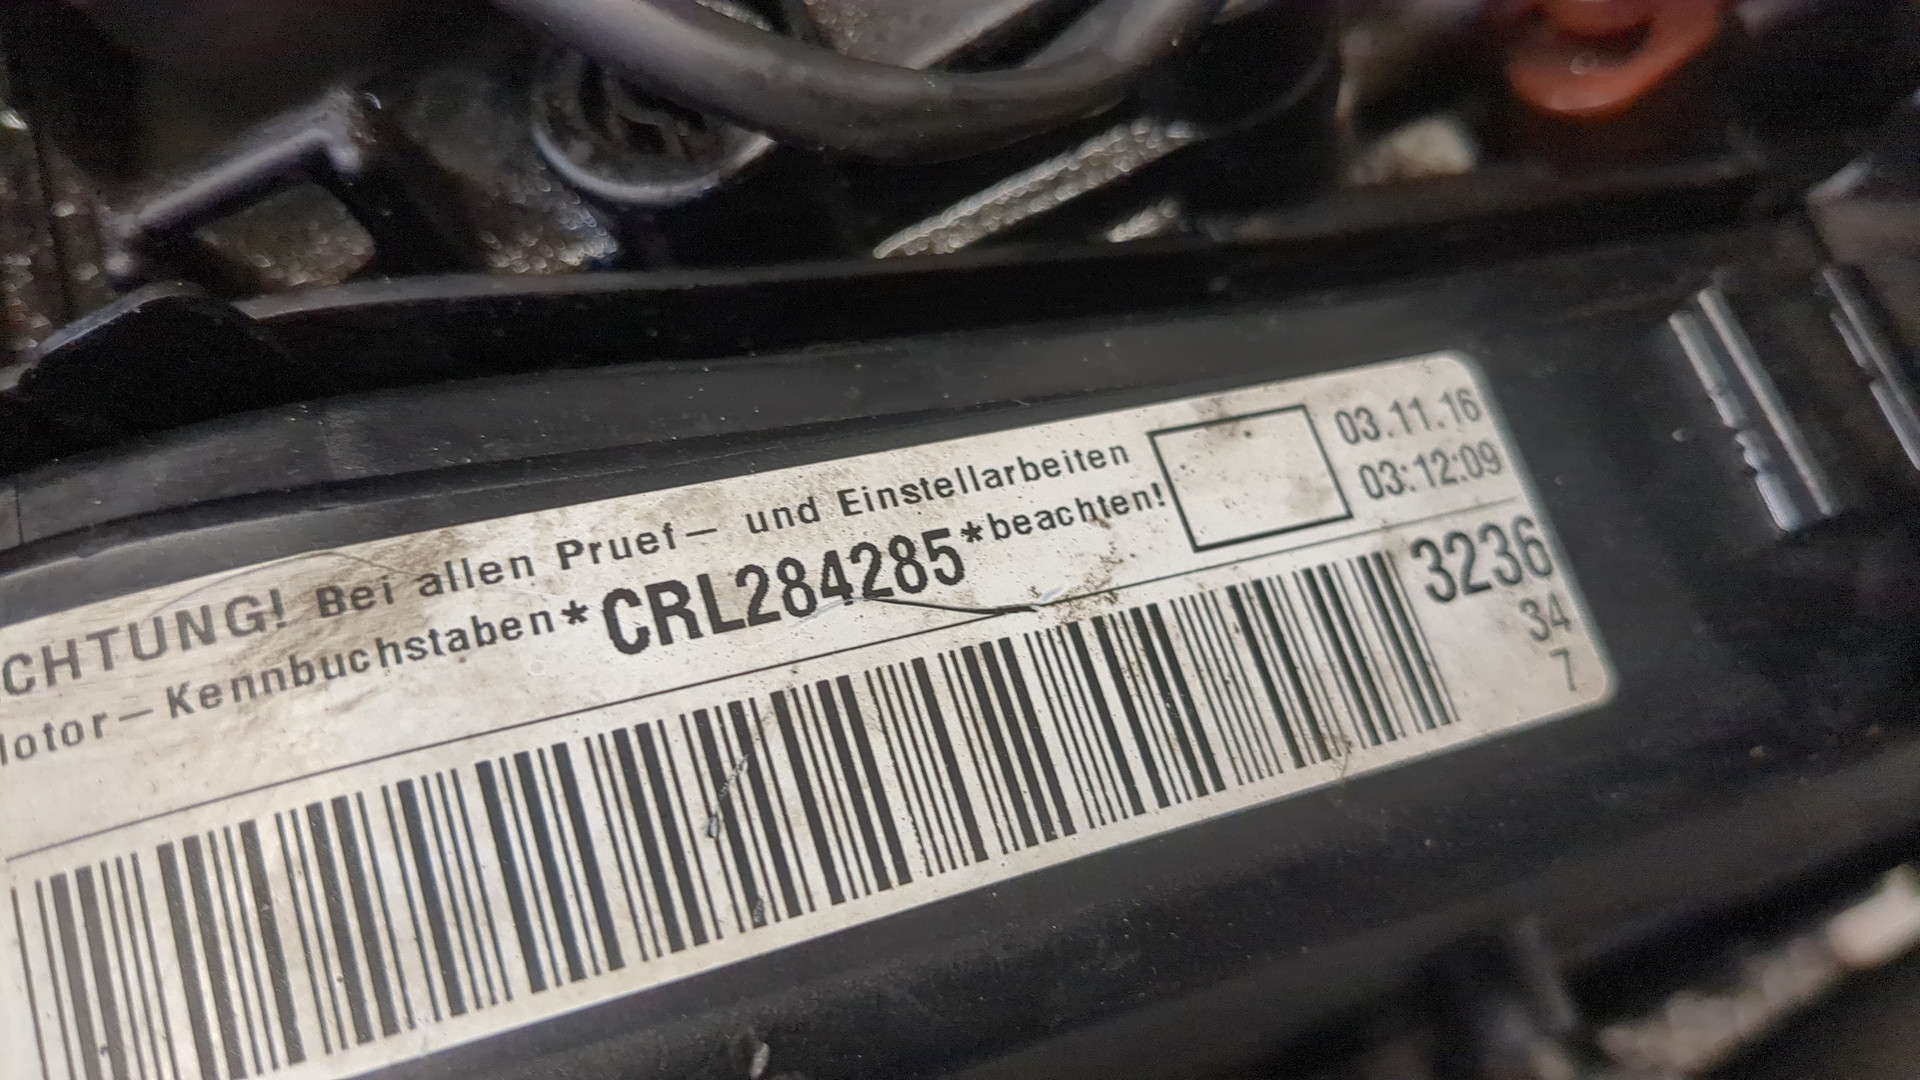 CHTUNG! Bei allen Pruef— und Einstellarbeiten
otor—Kennbuchstaben*CRL284285*beachten!
03.11.16
03:12:09
3236
34
7